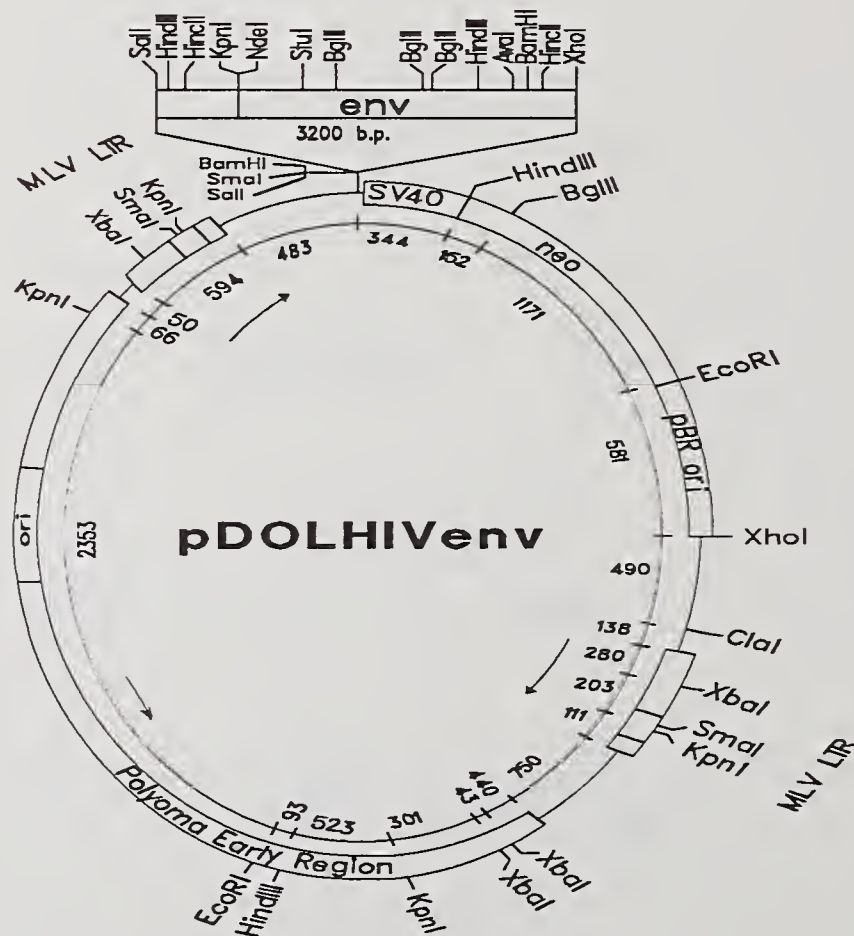 SalI HindIII HincII KpnI NdeI StuI BglII BglII BglII HindIII AvaI BamHI HincII XhoI
env
3200 b.p.
MLV LTR
BamHI
SmaI
SalI
SV40
HindIII
BglII
neo
KpnI
SmaI
XbaI
KpnI
483
344
152
594
1171
50
66
EcoRI
pBR ori
581
ori
2353
pDOLHIVenv
XhoI
490
138
ClaI
280
203
XbaI
111
SmaI
KpnI
MLV LTR
750
440
43
301
523
93
Polyoma Early Region
XbaI
XbaI
KpnI
HindIII
EcoRI